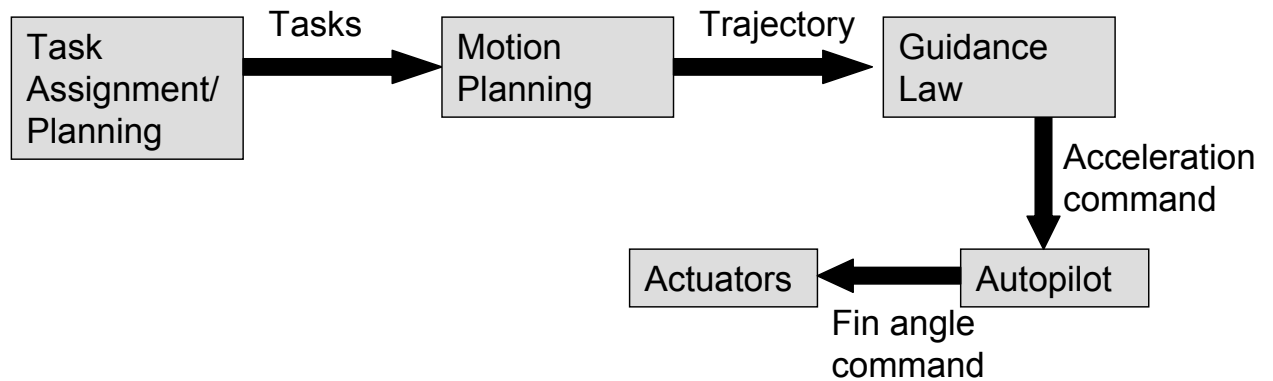 Task
Assignment/
Planning
Tasks
Motion
Planning
Trajectory
Guidance
Law
Acceleration
command
Autopilot
Fin angle
command
Actuators